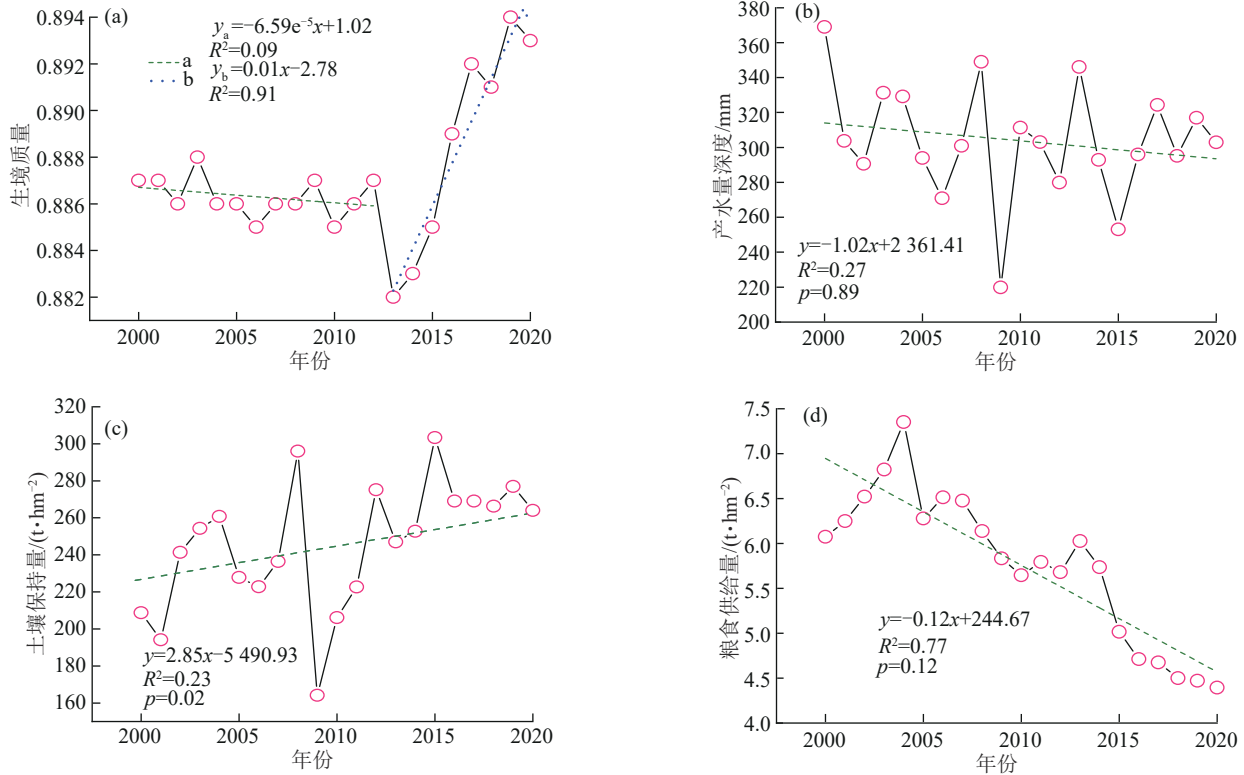 (a)
y_a=−6.59e⁻⁵x+1.02
R²=0.09
a
y_b=0.01x−2.78
b
R²=0.91
0.894
0.892
0.890
0.888
0.886
0.884
0.882
生境质量
2000
2005
2010
2015
2020
年份
(b)
380
360
340
320
300
280
260
240
220
200
产水量深度/mm
y=−1.02x+2 361.41
R²=0.27
p=0.89
2000
2005
2010
2015
2020
年份
(c)
320
300
280
260
240
220
200
180
160
土壤保持量/(t•hm⁻²)
y=2.85x−5 490.93
R²=0.23
p=0.02
2000
2005
2010
2015
2020
年份
(d)
7.5
7.0
6.5
6.0
5.5
5.0
4.5
4.0
粮食供给量/(t•hm⁻²)
y=−0.12x+244.67
R²=0.77
p=0.12
2000
2005
2010
2015
2020
年份